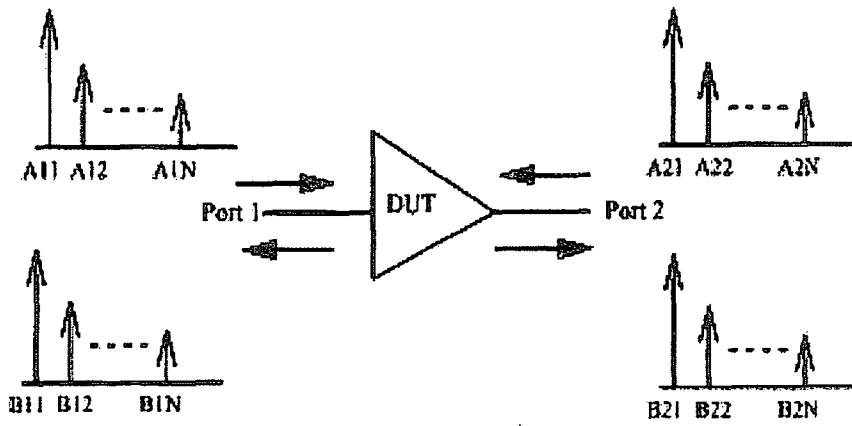 A11 A12 A1N
A21 A22 A2N
Port 1
DUT
Port 2
B11 B12 B1N
B21 B22 B2N